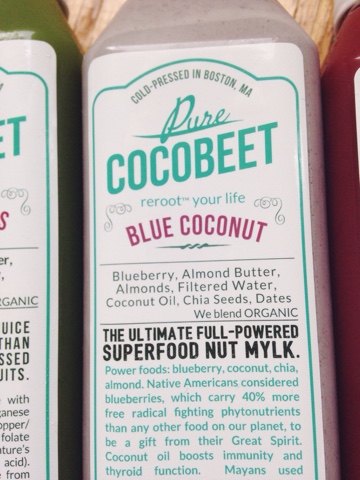 COLD-PRESSED IN BOSTON, MA
Pure
COCOBEET
reroot™ your life
BLUE COCONUT
Blueberry, Almond Butter,
Almonds, Filtered Water,
Coconut Oil, Chia Seeds, Dates
We blend ORGANIC
THE ULTIMATE FULL-POWERED
SUPERFOOD NUT MYLK.
Power foods: blueberry, coconut, chia,
almond. Native Americans considered
blueberries, which carry 40% more
free radical fighting phytonutrients
than any other food on our planet, to
be a gift from their Great Spirit.
Coconut oil boosts immunity and
thyroid function. Mayans used
ET
S
er,
ORGANIC
UICE
THAN
SSED
UITS.
with
ganese
opper/
folate
ture's
acid).
from